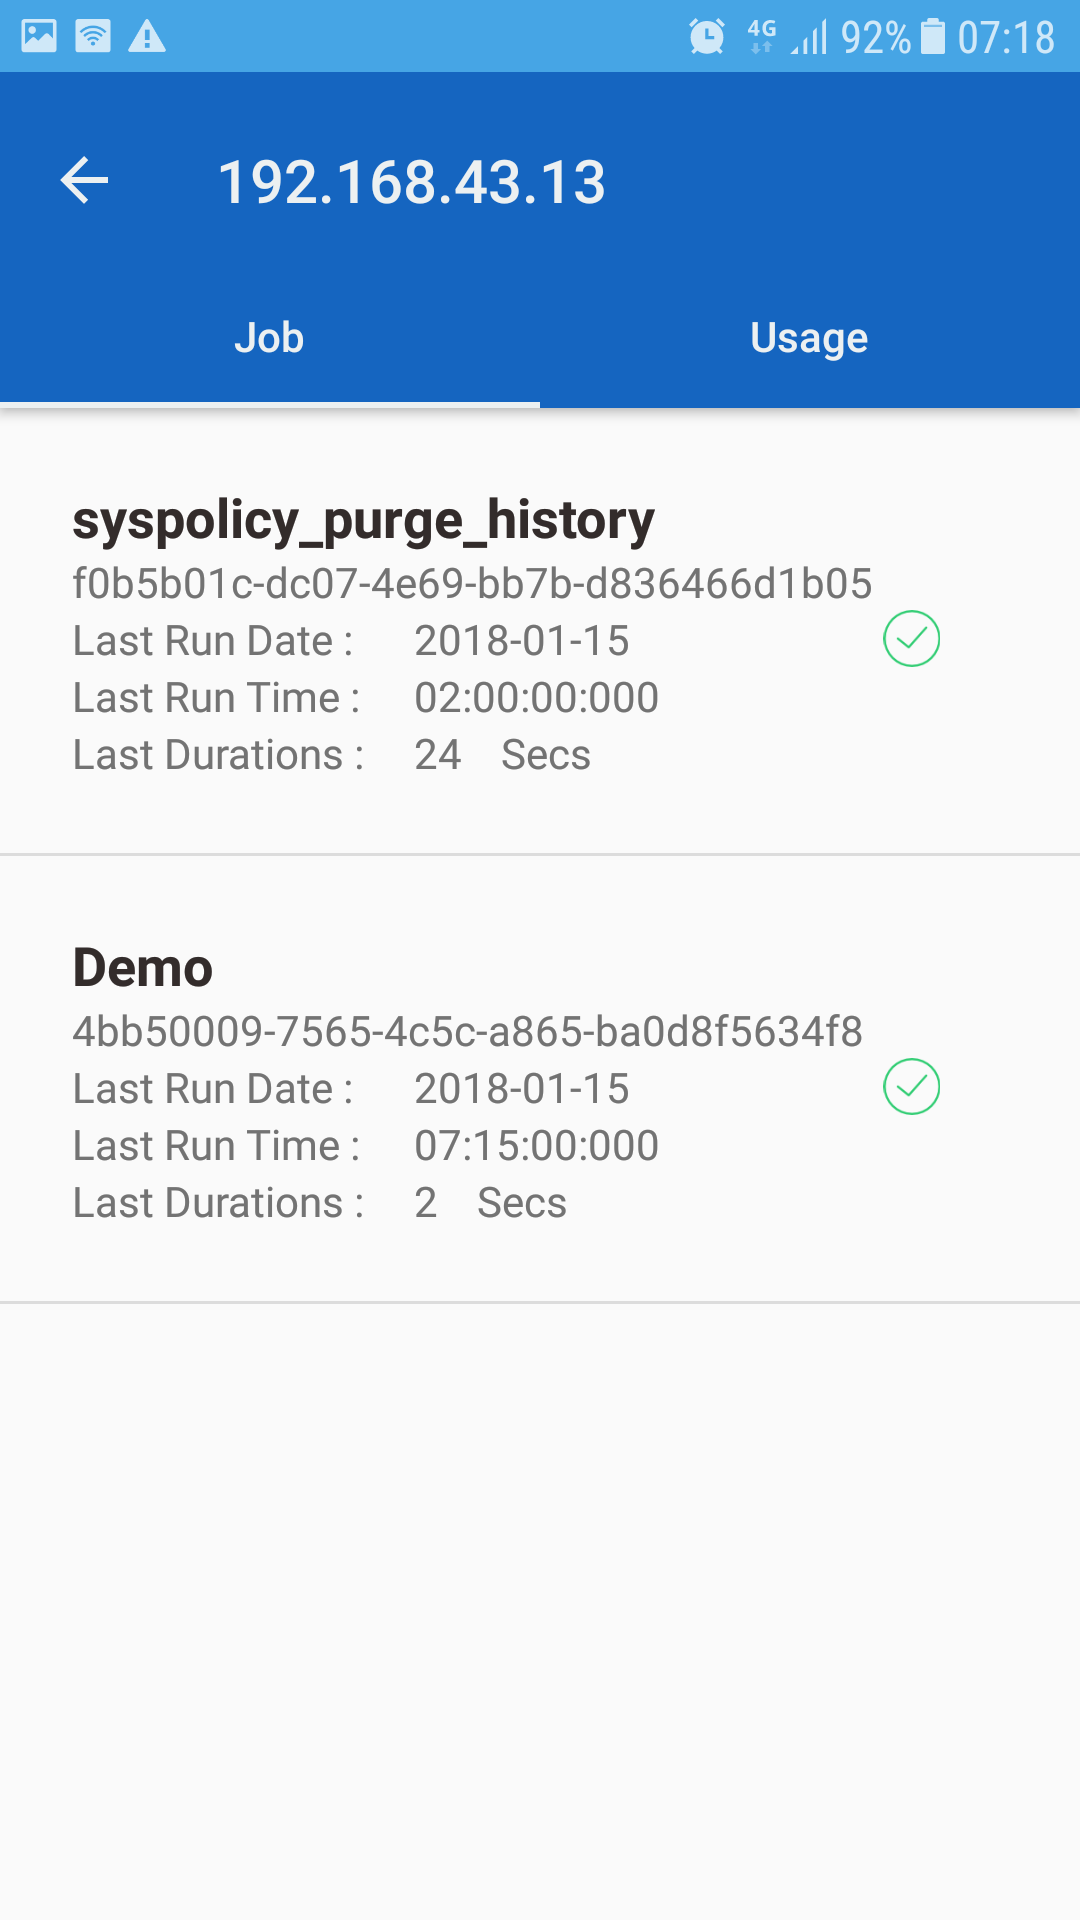 4G 92% 07:18
192.168.43.13
Job Usage
syspolicy_purge_history
f0b5b01c-dc07-4e69-bb7b-d836466d1b05
Last Run Date : 2018-01-15
Last Run Time : 02:00:00:000
Last Durations : 24 Secs
Demo
4bb50009-7565-4c5c-a865-ba0d8f5634f8
Last Run Date : 2018-01-15
Last Run Time : 07:15:00:000
Last Durations : 2 Secs